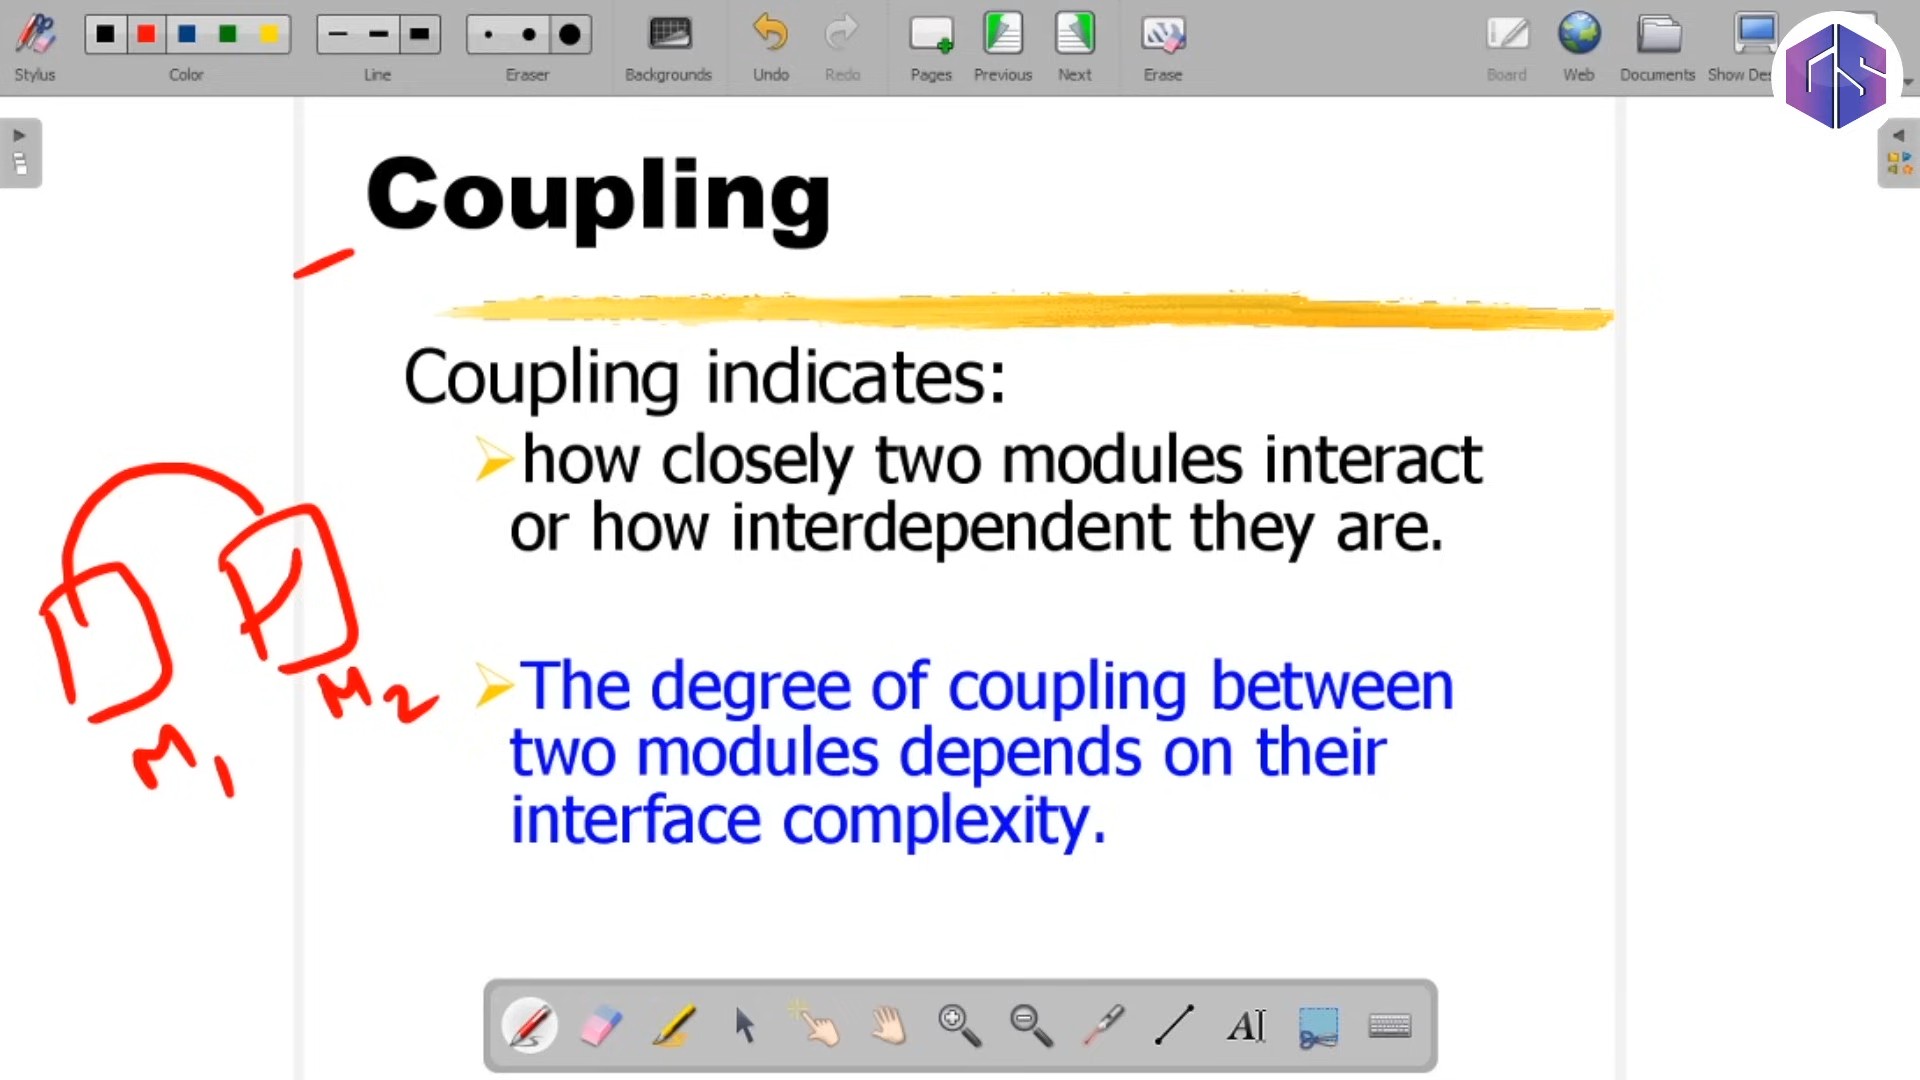 Stylus
Color
Line
Eraser
Backgrounds
Undo
Redo
Pages
Previous
Next
Erase
Board
Web
Documents
Show Des
Coupling
Coupling indicates:
how closely two modules interact
or how interdependent they are.
The degree of coupling between
two modules depends on their
interface complexity.
M2
M1